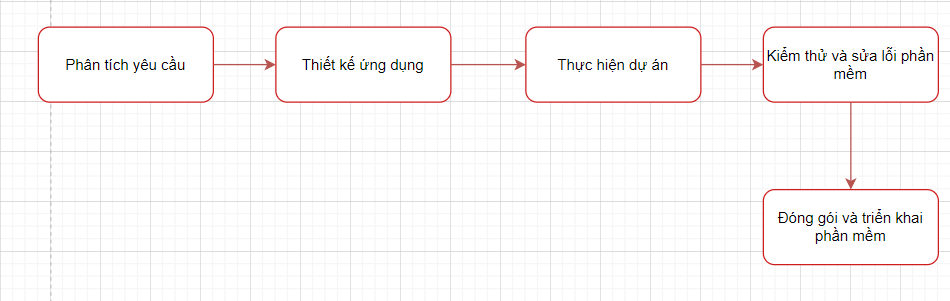 Phân tích yêu cầu
Thiết kế ứng dụng
Thực hiện dự án
Kiểm thử và sửa lỗi phần
mềm
Đóng gói và triển khai
phần mềm